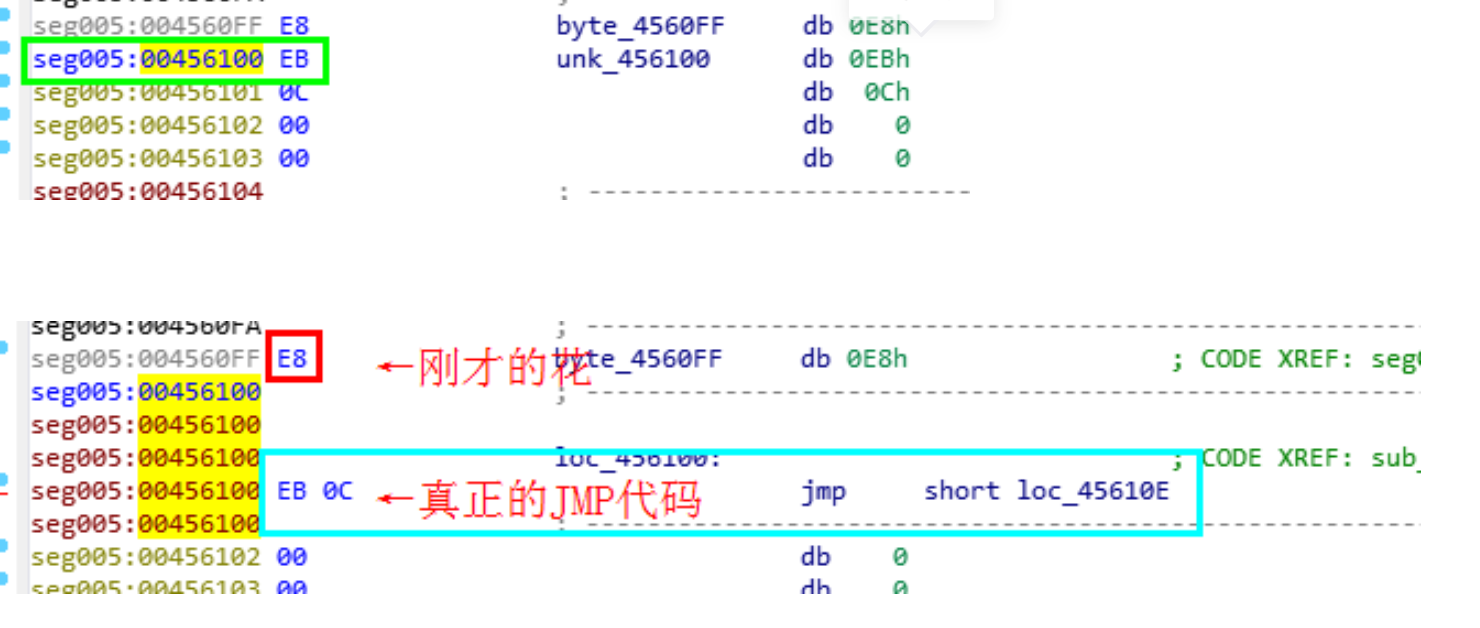 seg005:004560FF E8 byte_4560FF db 0E8h
seg005:00456100 EB unk_456100 db 0EBh
seg005:00456101 0C db 0Ch
seg005:00456102 00 db 0
seg005:00456103 00 db 0
seg005:00456104 ; -------------------------
seg005:004560FA ; ------------------------------------------------------
seg005:004560FF E8 ←刚才的花 byte_4560FF db 0E8h ; CODE XREF: seg
seg005:00456100 ; ------------------------------------------------------
seg005:00456100
seg005:00456100 loc_456100: ; CODE XREF: sub_
seg005:00456100 EB 0C ←真正的JMP代码 jmp short loc_45610E
seg005:00456100 ; ------------------------------------------------------
seg005:00456102 00 db 0
seg005:00456103 00 db 0